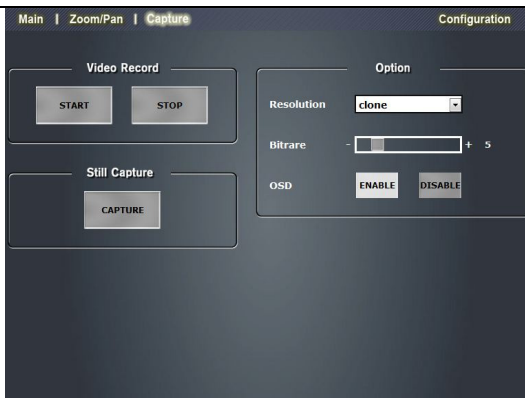 Main | Zoom/Pan | Capture Configuration
Video Record
START STOP
Still Capture
CAPTURE
Option
Resolution clone
Bitrare - + 5
OSD ENABLE DISABLE